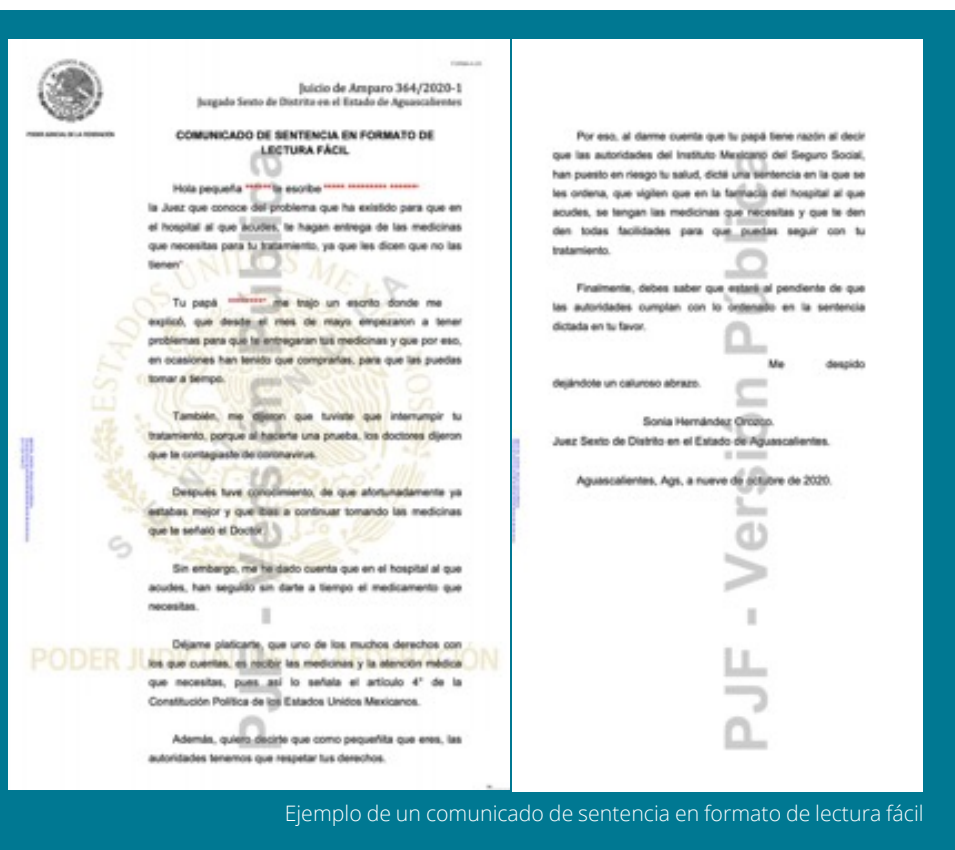 FORMA A-55
Juicio de Amparo 364/2020-1
Juzgado Sexto de Distrito en el Estado de Aguascalientes
PODER JUDICIAL DE LA FEDERACIÓN
COMUNICADO DE SENTENCIA EN FORMATO DE
LECTURA FÁCIL
Hola pequeña ****** te escribe ***** ********* *******
la Juez que conoce del problema que ha existido para que en
el hospital al que acudes, te hagan entrega de las medicinas
que necesitas para tu tratamiento, ya que les dicen que no las
tienen"
Tu papá ******** me trajo un escrito donde me
explicó, que desde el mes de mayo empezaron a tener
problemas para que te entregaran tus medicinas y que por eso,
en ocasiones han tenido que comprarlas, para que las puedas
tomar a tiempo.
También, me dijeron que tuviste que interrumpir tu
tratamiento, porque al hacerte una prueba, los doctores dijeron
que te contagiaste de coronavirus.
Después tuve conocimiento, de que afortunadamente ya
estabas mejor y que ibas a continuar tomando las medicinas
que te señaló el Doctor.
Sin embargo, me he dado cuenta que en el hospital al que
acudes, han seguido sin darte a tiempo el medicamento que
necesitas.
Déjame platicarte, que uno de los muchos derechos con
los que cuentas, es recibir las medicinas y la atención médica
que necesitas, pues así lo señala el artículo 4° de la
Constitución Política de los Estados Unidos Mexicanos.
Además, quiero decirte que como pequeñita que eres, las
autoridades tenemos que respetar tus derechos.
PODER JUDICIAL DE LA FEDERACIÓN
PJF - Versión Pública
Por eso, al darme cuenta que tu papá tiene razón al decir
que las autoridades del Instituto Mexicano del Seguro Social,
han puesto en riesgo tu salud, dicté una sentencia en la que se
les ordena, que vigilen que en la farmacia del hospital al que
acudes, se tengan las medicinas que necesitas y que te den
den todas facilidades para que puedas seguir con tu
tratamiento.
Finalmente, debes saber que estaré al pendiente de que
las autoridades cumplan con lo ordenado en la sentencia
dictada en tu favor.
Me despido
dejándote un caluroso abrazo.
Sonia Hernández Orozco.
Juez Sexto de Distrito en el Estado de Aguascalientes.
Aguascalientes, Ags, a nueve de octubre de 2020.
PJF - Versión Pública
Ejemplo de un comunicado de sentencia en formato de lectura fácil